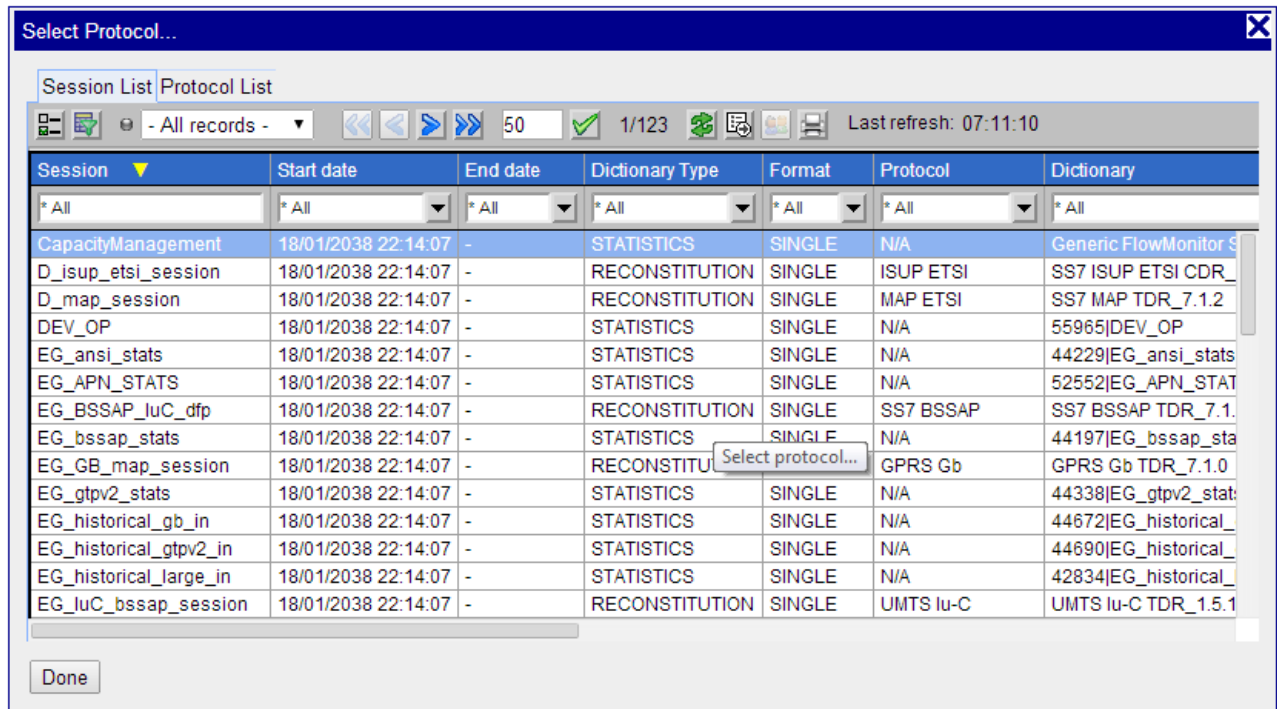 Select Protocol...
Session List Protocol List
- All records - 50 1/123 Last refresh: 07:11:10
Session Start date End date Dictionary Type Format Protocol Dictionary
* All * All * All * All * All * All * All
CapacityManagement 18/01/2038 22:14:07 - STATISTICS SINGLE N/A Generic FlowMonitor S
D_isup_etsi_session 18/01/2038 22:14:07 - RECONSTITUTION SINGLE ISUP ETSI SS7 ISUP ETSI CDR_
D_map_session 18/01/2038 22:14:07 - RECONSTITUTION SINGLE MAP ETSI SS7 MAP TDR_7.1.2
DEV_OP 18/01/2038 22:14:07 - STATISTICS SINGLE N/A 55965|DEV_OP
EG_ansi_stats 18/01/2038 22:14:07 - STATISTICS SINGLE N/A 44229|EG_ansi_stats
EG_APN_STATS 18/01/2038 22:14:07 - STATISTICS SINGLE N/A 52552|EG_APN_STAT
EG_BSSAP_IuC_dfp 18/01/2038 22:14:07 - RECONSTITUTION SINGLE SS7 BSSAP SS7 BSSAP TDR_7.1.
EG_bssap_stats 18/01/2038 22:14:07 - STATISTICS SINGLE N/A 44197|EG_bssap_sta
Select protocol...
EG_GB_map_session 18/01/2038 22:14:07 - RECONSTITU GPRS Gb GPRS Gb TDR_7.1.0
EG_gtpv2_stats 18/01/2038 22:14:07 - STATISTICS SINGLE N/A 44338|EG_gtpv2_stat
EG_historical_gb_in 18/01/2038 22:14:07 - STATISTICS SINGLE N/A 44672|EG_historical_
EG_historical_gtpv2_in 18/01/2038 22:14:07 - STATISTICS SINGLE N/A 44690|EG_historical_
EG_historical_large_in 18/01/2038 22:14:07 - STATISTICS SINGLE N/A 42834|EG_historical_
EG_IuC_bssap_session 18/01/2038 22:14:07 - RECONSTITUTION SINGLE UMTS Iu-C UMTS Iu-C TDR_1.5.1
Done